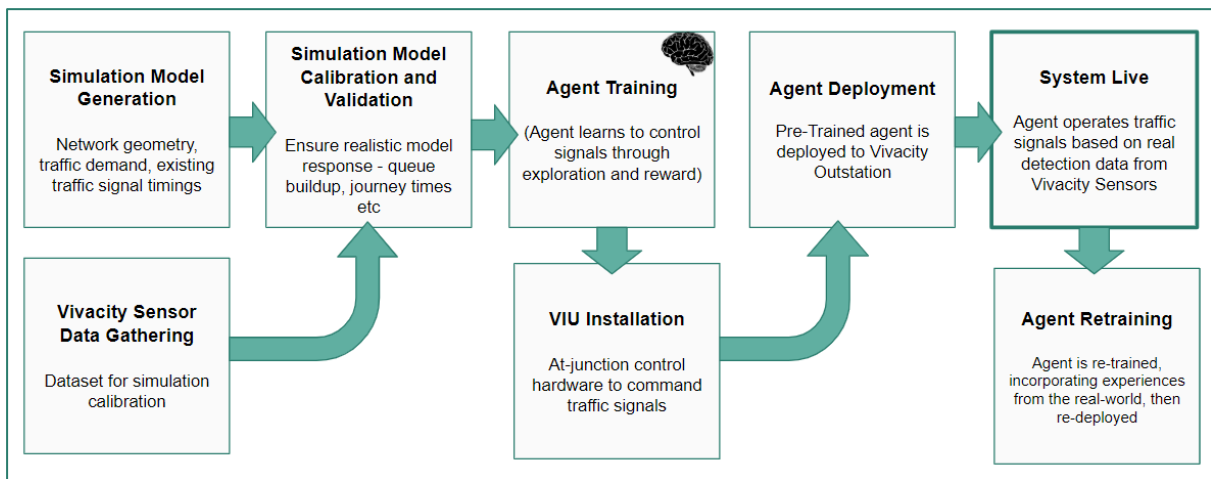 Simulation Model
Generation
Network geometry,
traffic demand, existing
traffic signal timings
Simulation Model
Calibration and
Validation
Ensure realistic model
response - queue
buildup, journey times
etc
Agent Training
(Agent learns to control
signals through
exploration and reward)
Agent Deployment
Pre-Trained agent is
deployed to Vivacity
Outstation
System Live
Agent operates traffic
signals based on real
detection data from
Vivacity Sensors
Vivacity Sensor
Data Gathering
Dataset for simulation
calibration
VIU Installation
At-junction control
hardware to command
traffic signals
Agent Retraining
Agent is re-trained,
incorporating experiences
from the real-world, then
re-deployed